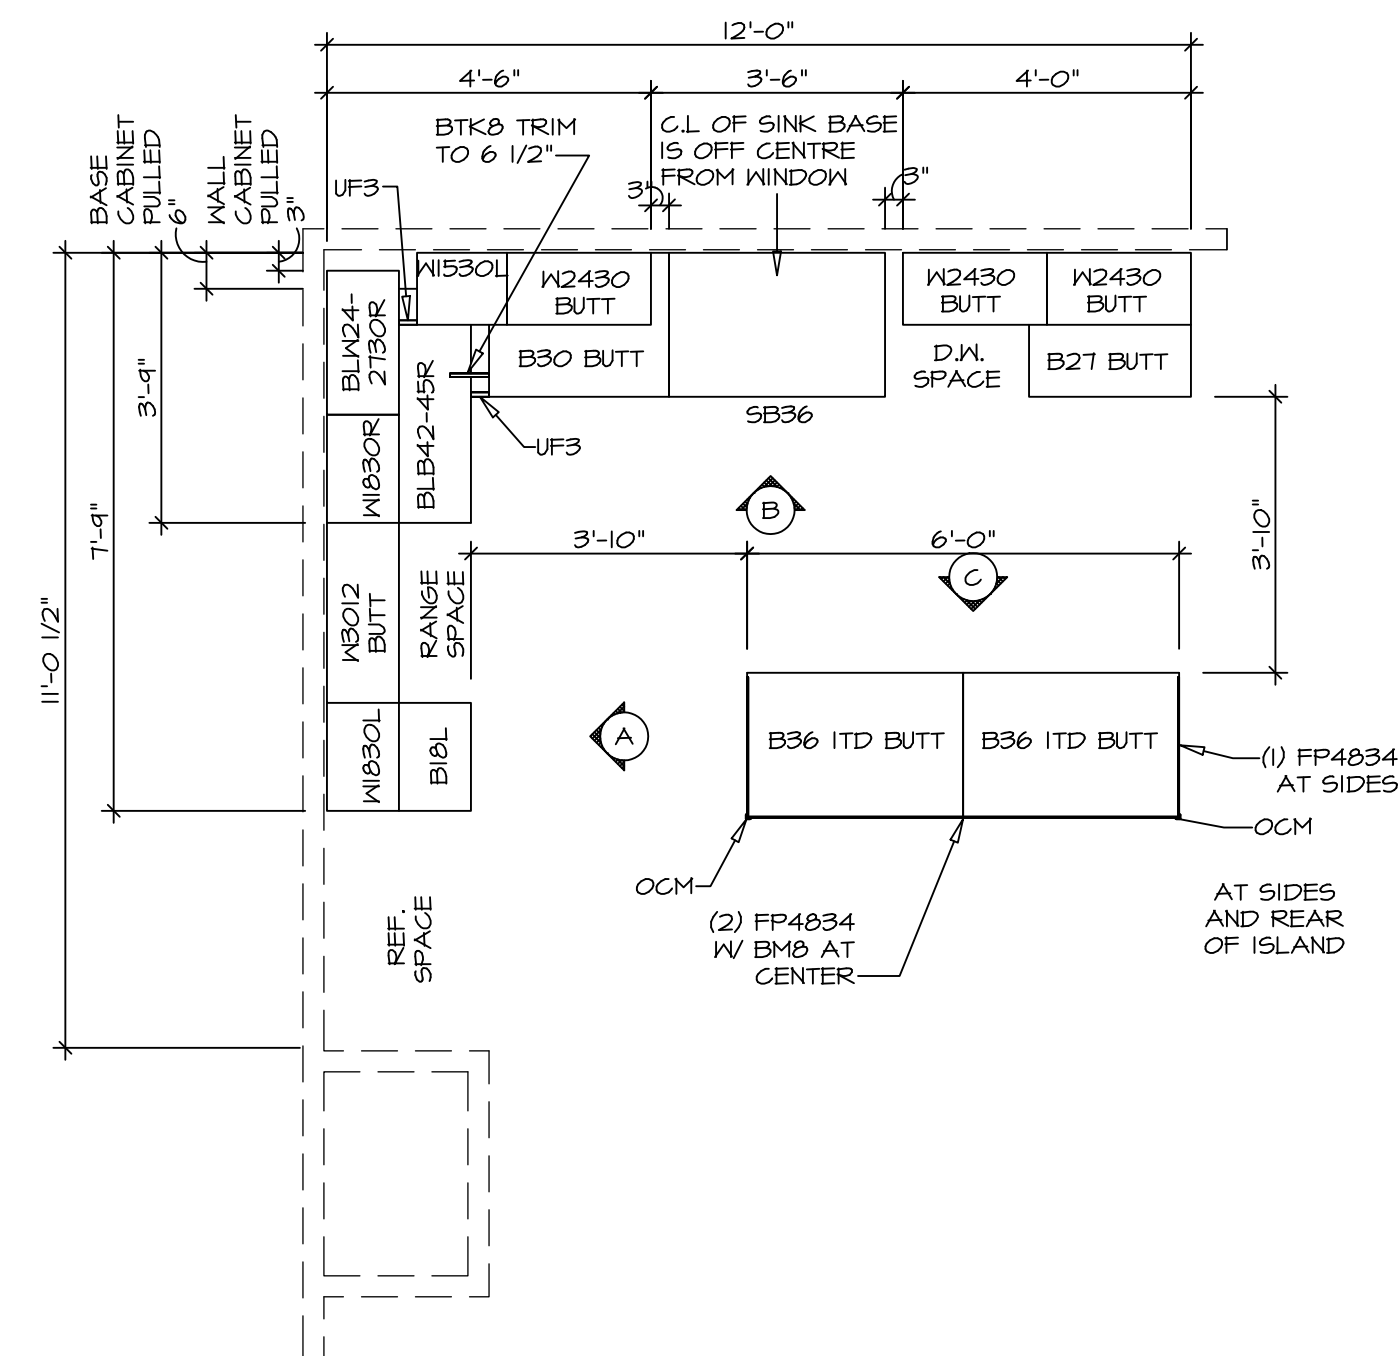 12'-0"
4'-6"
3'-6"
4'-0"
BASE
CABINET
PULLED
6"
WALL
CABINET
PULLED
3"
BTK8 TRIM
TO 6 1/2"
UF3
C.L OF SINK BASE
IS OFF CENTRE
FROM WINDOW
3"
3"
W1530L
W2430
BUTT
W2430
BUTT
W2430
BUTT
BLW24-
2730R
B30 BUTT
D.W.
SPACE
B27 BUTT
SB36
BLB42-45R
UF3
W1830R
3'-9"
7'-9"
11'-0 1/2"
B
3'-10"
6'-0"
C
3'-10"
W3012
BUTT
RANGE
SPACE
A
W1830L
B18L
B36 1TD BUTT
B36 1TD BUTT
(1) FP4834
AT SIDES
OCM
OCM
(2) FP4834
W/ BM8 AT
CENTER
AT SIDES
AND REAR
OF ISLAND
REF.
SPACE